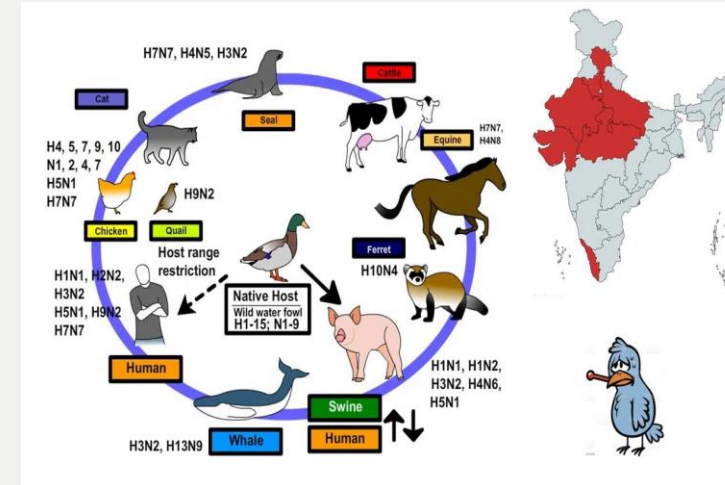 H7N7, H4N5, H3N2
Seal
Cattle
Cat
H7N7,
H4N8
Equine
H4, 5, 7, 9, 10
N1, 2, 4, 7
H5N1
H7N7
H9N2
Chicken
Quail
Host range
restriction
Ferret
H10N4
Native Host
Wild water fowl
H1-15; N1-9
H1N1, H2N2,
H3N2
H5N1, H9N2
H7N7
Human
H1N1, H1N2,
H3N2, H4N6,
H5N1
Swine
Human
H3N2, H13N9
Whale